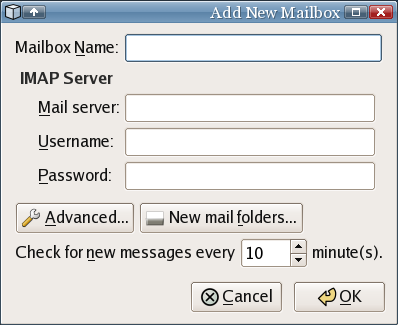 Add New Mailbox
Mailbox Name:
IMAP Server
Mail server:
Username:
Password:
Advanced... New mail folders...
Check for new messages every 10 minute(s).
Cancel OK